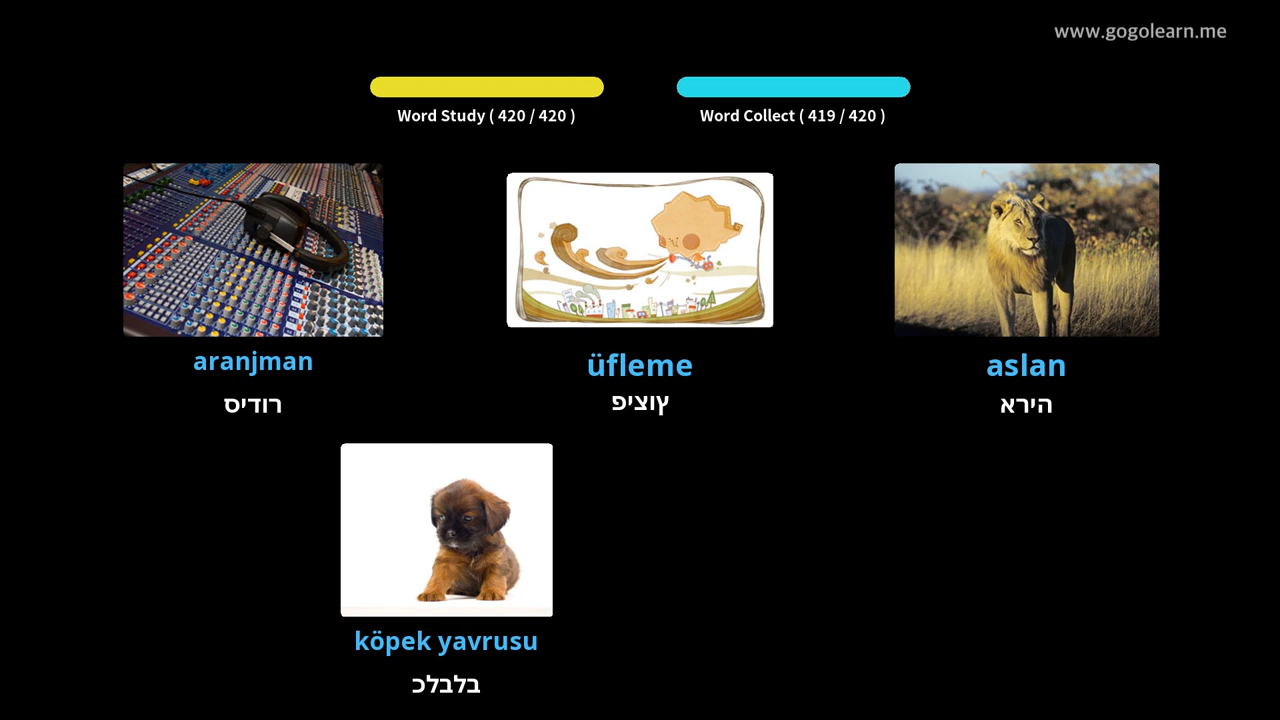 www.gogolearn.me
Word Study ( 420 / 420 )
Word Collect ( 419 / 420 )
aranjman
רודיס
üfleme
ץוציפ
aslan
הירא
köpek yavrusu
בלבלכ